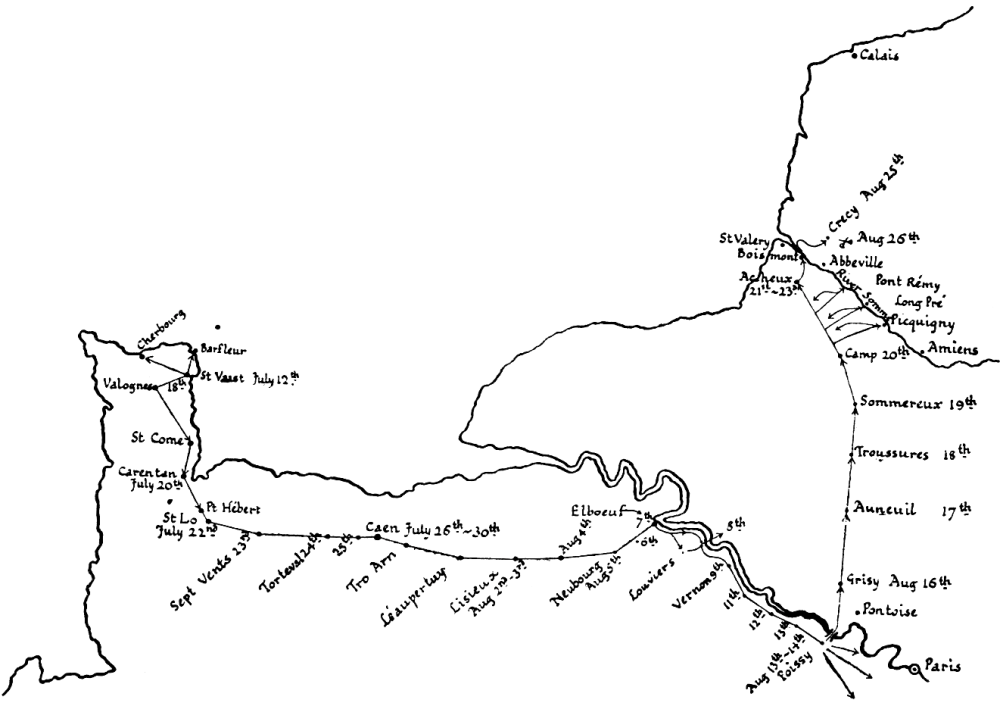 Calais
Crecy Aug 25th
Aug 26th
St Valery
Boismont
Abbeville
Acheux
21st~23rd
River Somme
Pont Rémy
Long Pré
Picquigny
Amiens
Camp 20th
Cherbourg
Barfleur
St Vaast July 12th
Valognes 18th
Sommereux 19th
St Come
Troussures 18th
Carentan
July 20th
Pt Hébert
St Lo
July 22nd
Auneuil 17th
Elboeuf
7th
6th
8th
Sept Vents 23rd
Torteval 24th
25th
Caen July 26th~30th
Tro Arn
Léaupertuy
Lisieux
Aug 2nd~3rd
Aug 4th
Neubourg
Aug 5th
Louviers
Vernon 9th
11th
12th
13th
Aug 13th~14th
Poissy
Grisy Aug 16th
Pontoise
Paris